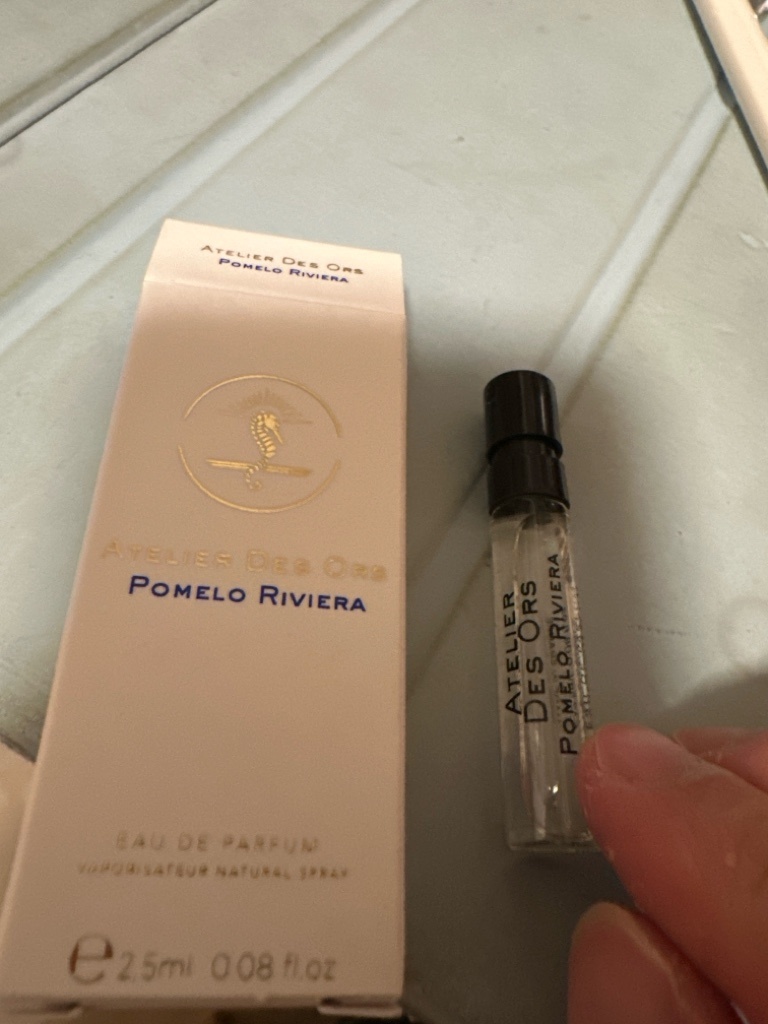 ATELIER DES ORS
POMELO RIVIERA
ATELIER DES ORS
POMELO RIVIERA
EAU DE PARFUM
VAPORISATEUR NATURAL SPRAY
e 2.5ml 0.08 fl.oz
ATELIER
DES ORS
POMELO RIVIERA